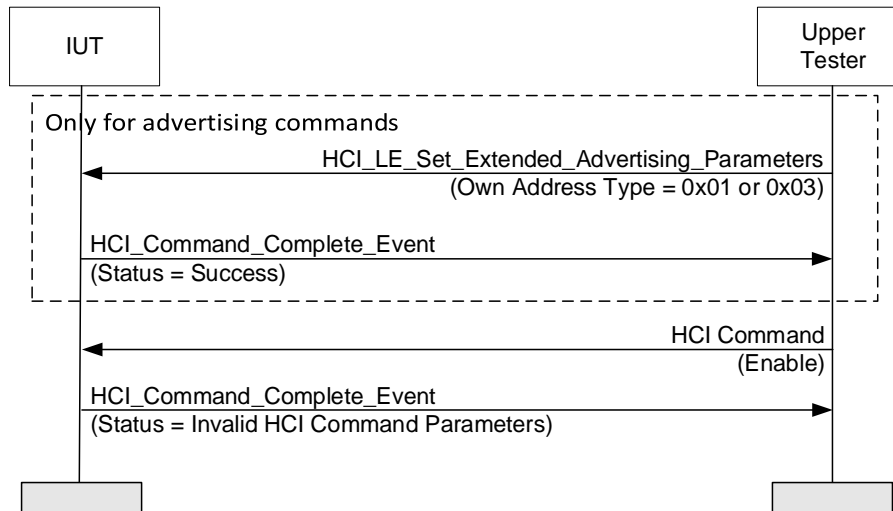 IUT
Upper
Tester
Only for advertising commands
HCI_LE_Set_Extended_Advertising_Parameters
(Own Address Type = 0x01 or 0x03)
HCI_Command_Complete_Event
(Status = Success)
HCI Command
(Enable)
HCI_Command_Complete_Event
(Status = Invalid HCI Command Parameters)